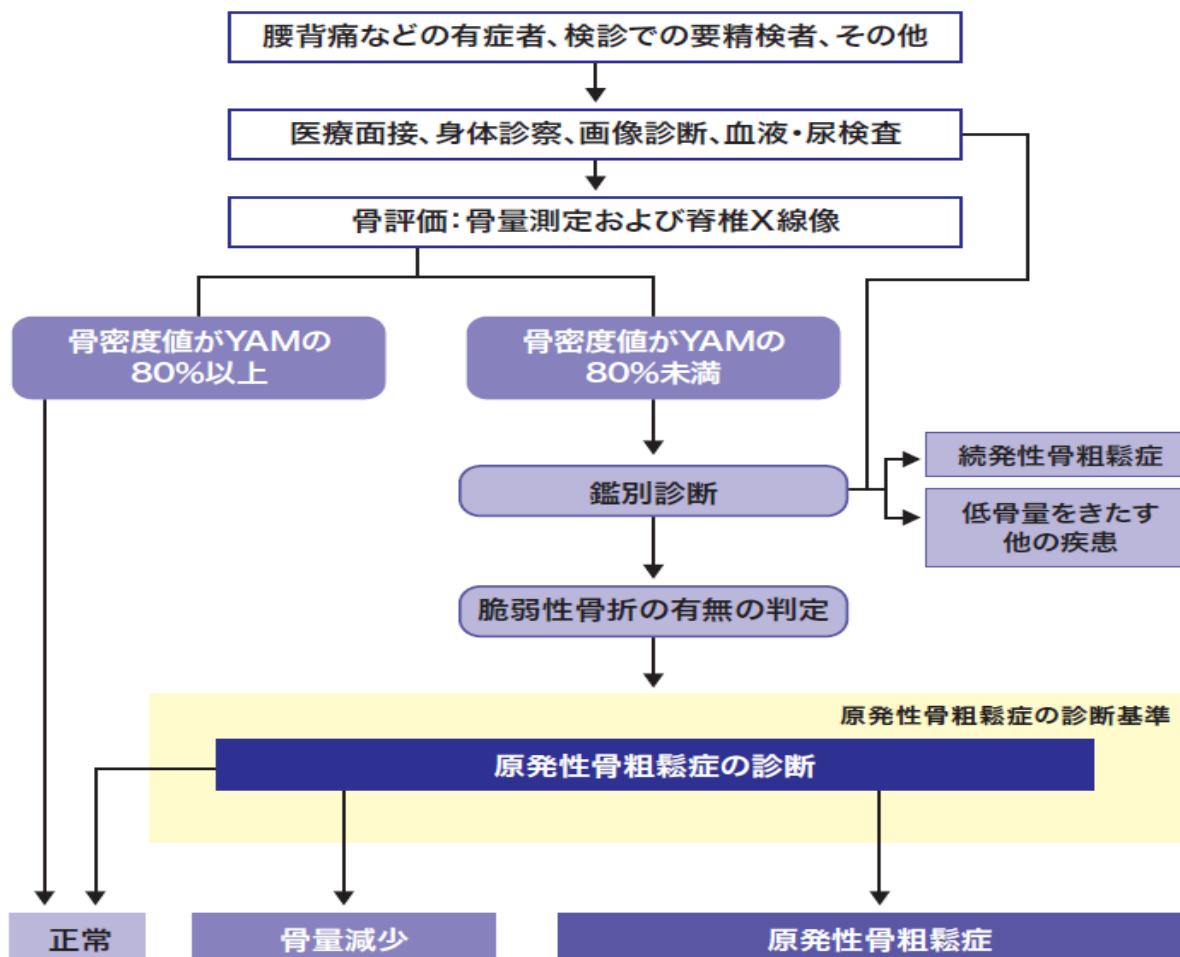 腰背痛などの有症者、検診での要精検者、その他
医療面接、身体診察、画像診断、血液・尿検査
骨評価：骨量測定および脊椎X線像
骨密度値がYAMの
80%以上
骨密度値がYAMの
80%未満
続発性骨粗鬆症
鑑別診断
低骨量をきたす
他の疾患
脆弱性骨折の有無の判定
原発性骨粗鬆症の診断基準
原発性骨粗鬆症の診断
正常
骨量減少
原発性骨粗鬆症